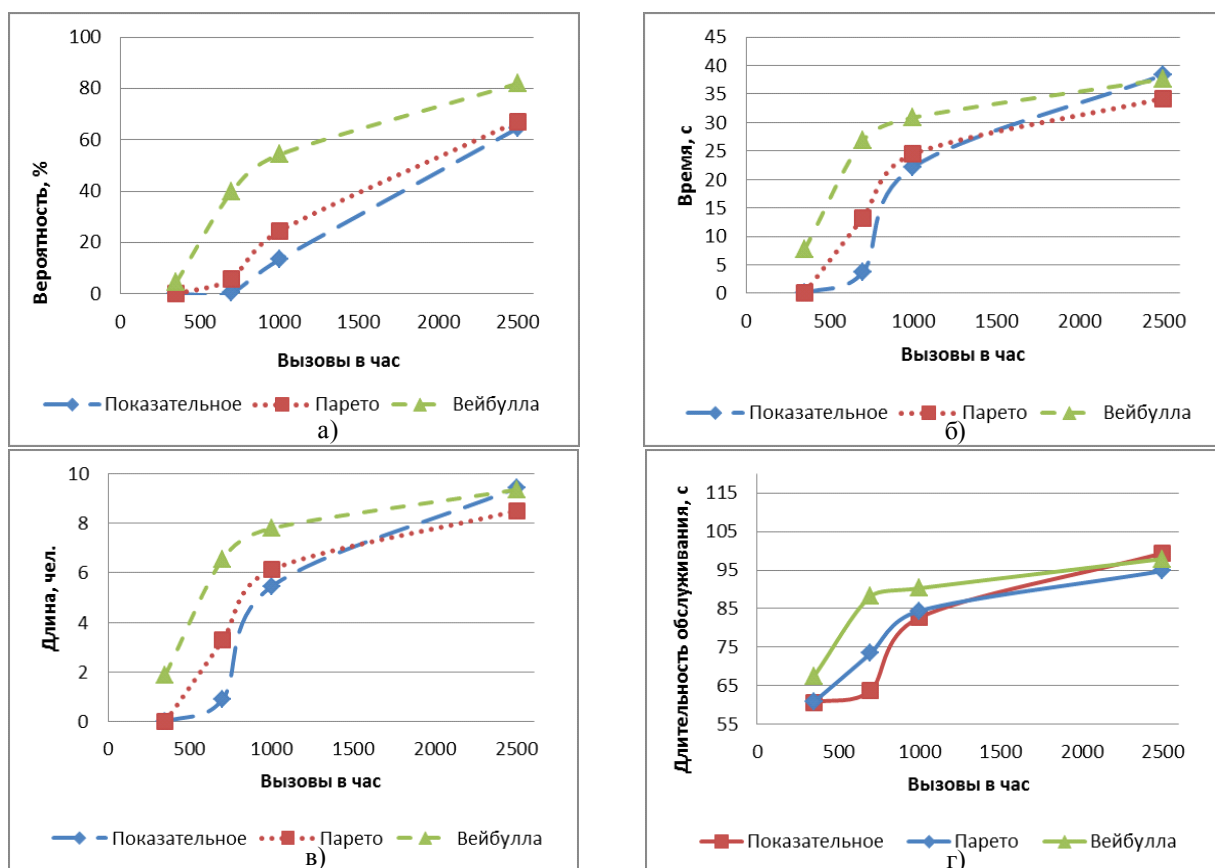 Вероятность, %
100
80
60
40
20
0
0 500 1000 1500 2000 2500
Вызовы в час
Показательное Парето Вейбулла
а)
Время, с
45
40
35
30
25
20
15
10
5
0
0 500 1000 1500 2000 2500
Вызовы в час
Показательное Парето Вейбулла
б)
Длина, чел.
10
8
6
4
2
0
0 500 1000 1500 2000 2500
Вызовы в час
Показательное Парето Вейбулла
в)
Длительность обслуживания, с
115
105
95
85
75
65
55
0 500 1000 1500 2000 2500
Вызовы в час
Показательное Парето Вейбулла
г)